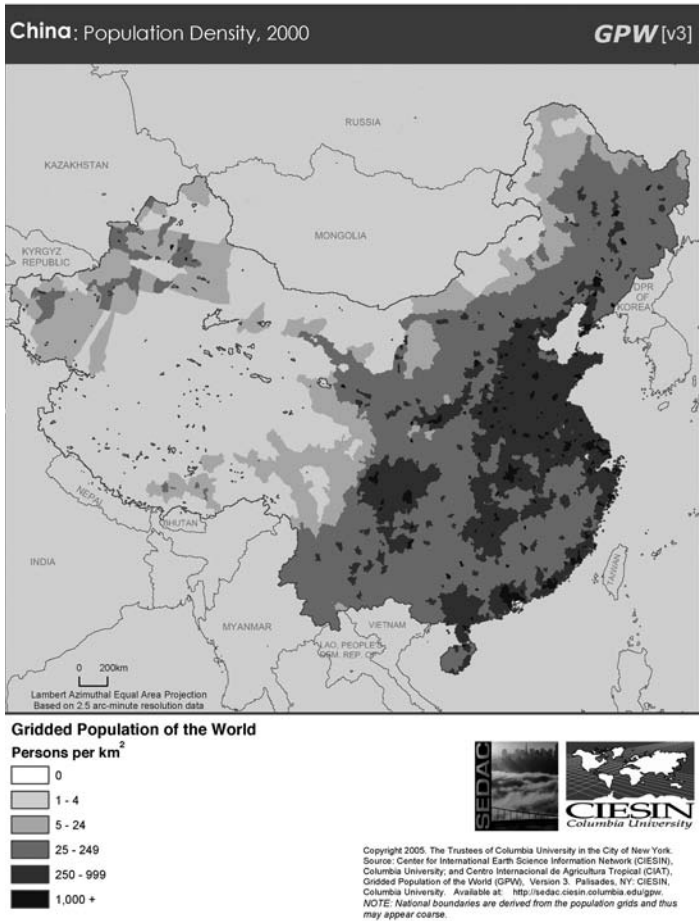 China: Population Density, 2000
GPW [v3]
RUSSIA
KAZAKHSTAN
MONGOLIA
KYRGYZ
REPUBLIC
DPR
OF
KOREA
NEPAL
BHUTAN
INDIA
TAIWAN
MYANMAR
VIETNAM
LAO, PEOPLE'S
DEM. REP. OF
0 200km
Lambert Azimuthal Equal Area Projection
Based on 2.5 arc-minute resolution data
Gridded Population of the World
Persons per km2
0
1 - 4
5 - 24
25 - 249
250 - 999
1,000 +
SEDAC
CIESIN
Columbia University
Copyright 2005. The Trustees of Columbia University in the City of New York.
Source: Center for International Earth Science Information Network (CIESIN),
Columbia University; and Centro Internacional de Agricultura Tropical (CIAT),
Gridded Population of the World (GPW), Version 3. Palisades, NY: CIESIN,
Columbia University. Available at: http://sedac.ciesin.columbia.edu/gpw.
NOTE: National boundaries are derived from the population grids and thus
may appear coarse.